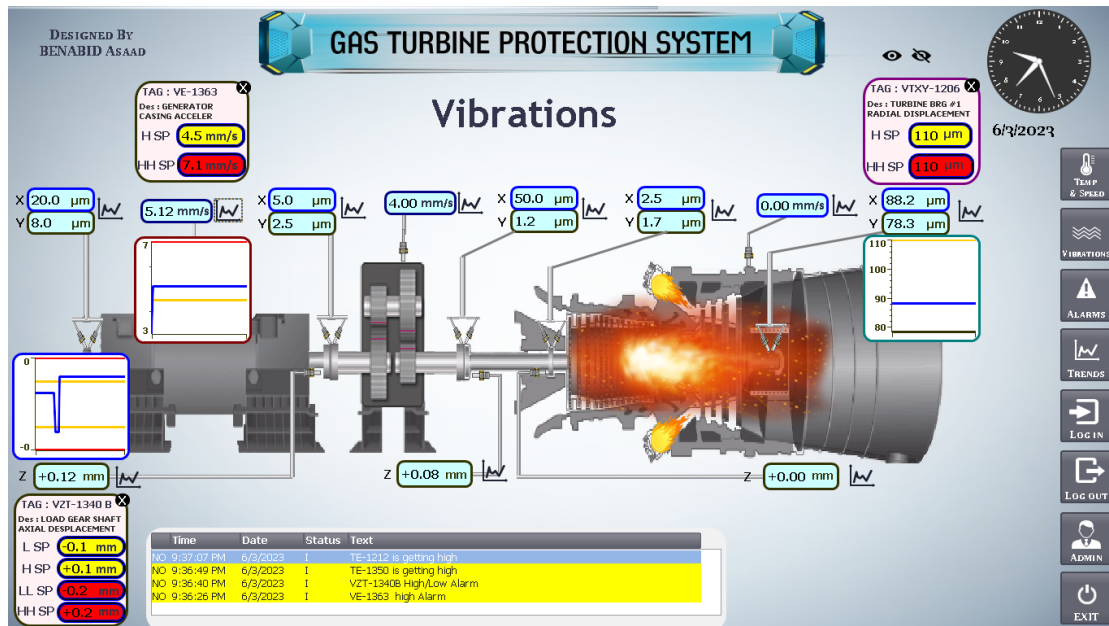 DESIGNED BY
BENABID ASAAD
GAS TURBINE PROTECTION SYSTEM
Vibrations
6/3/2023
TAG : VE-1363 X
Des : GENERATOR
CASING ACCELER
H SP 4.5 mm/s
HH SP 7.1 mm/s
TAG : VTXY-1206 X
Des : TURBINE BRG #1
RADIAL DISPLACEMENT
H SP 110 µm
HH SP 110 µm
X 20.0 µm
Y 8.0 µm
5.12 mm/s
X 5.0 µm
Y 2.5 µm
4.00 mm/s
X 50.0 µm
Y 1.2 µm
X 2.5 µm
Y 1.7 µm
0.00 mm/s
X 88.2 µm
Y 78.3 µm
7
3
110
100
90
80
0
-0
Z +0.12 mm
Z +0.08 mm
Z +0.00 mm
TAG : VZT-1340 B X
Des : LOAD GEAR SHAFT
AXIAL DESPLACEMENT
L SP -0.1 mm
H SP +0.1 mm
LL SP -0.2 mm
HH SP +0.2 mm
Time Date Status Text
NO 9:37:07 PM 6/3/2023 I TE-1212 is getting high
NO 9:36:49 PM 6/3/2023 I TE-1350 is getting high
NO 9:36:40 PM 6/3/2023 I VZT-1340B High/Low Alarm
NO 9:36:26 PM 6/3/2023 I VE-1363 high Alarm
TEMP
& SPEED
VIBRATIONS
ALARMS
TRENDS
LOG IN
LOG OUT
ADMIN
EXIT